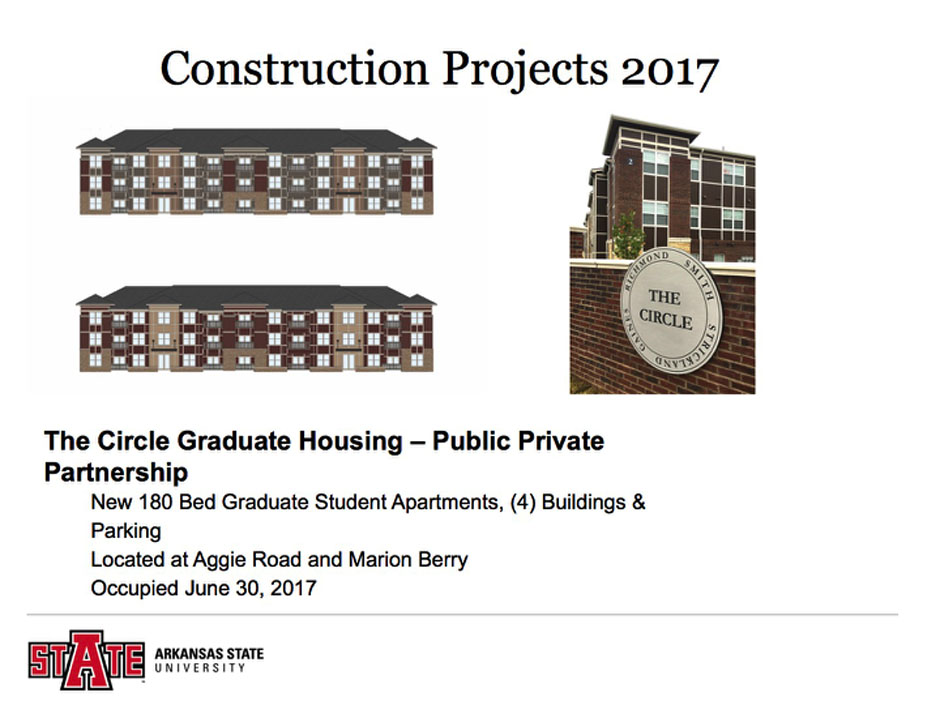 Construction Projects 2017
2
RICHMOND SMITH STRICKLAND GAINES
THE
CIRCLE
The Circle Graduate Housing – Public Private
Partnership
New 180 Bed Graduate Student Apartments, (4) Buildings &
Parking
Located at Aggie Road and Marion Berry
Occupied June 30, 2017
STATE
ARKANSAS STATE
UNIVERSITY